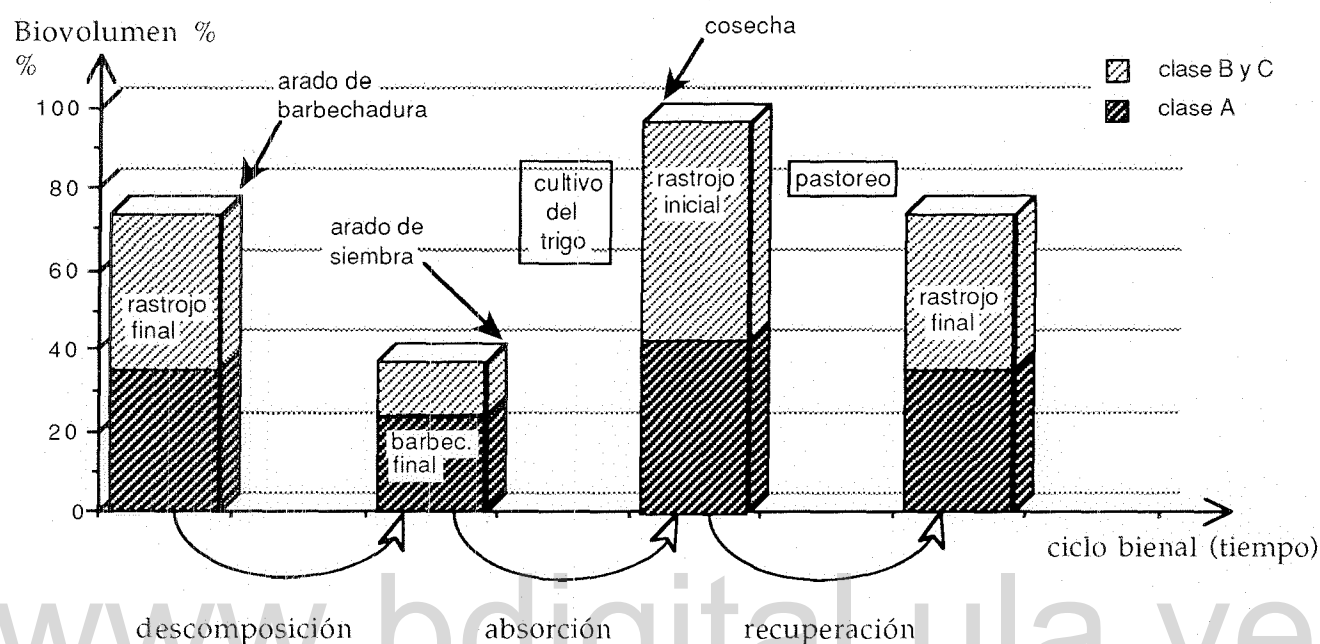 Biovolumen %
%
cosecha
arado de
barbechadura
clase B y C
clase A
100
80
60
40
20
0
cultivo
del
trigo
rastrojo
inicial
pastoreo
arado de
siembra
rastrojo
final
rastrojo
final
barbec.
final
ciclo bienal (tiempo)
www.bdigital.ula.ve
descomposición
absorción
recuperación